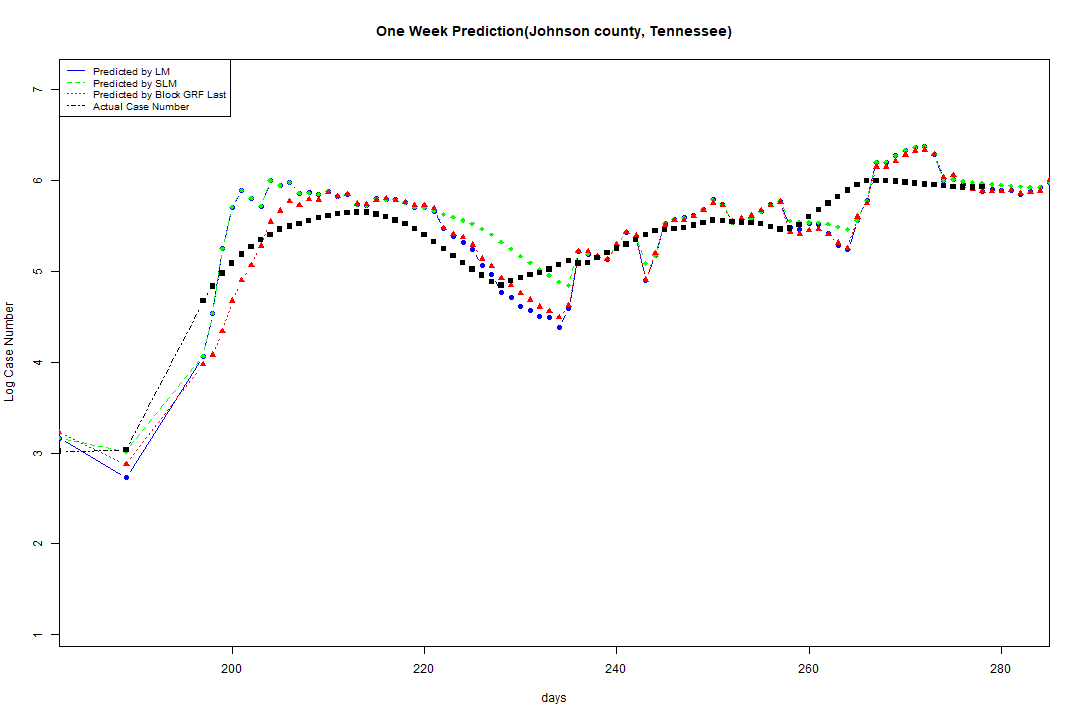 One Week Prediction(Johnson county, Tennessee)
Predicted by LM
Predicted by SLM
Predicted by Block GRF Last
Actual Case Number
7
6
5
4
3
2
1
Log Case Number
200 220 240 260 280
days